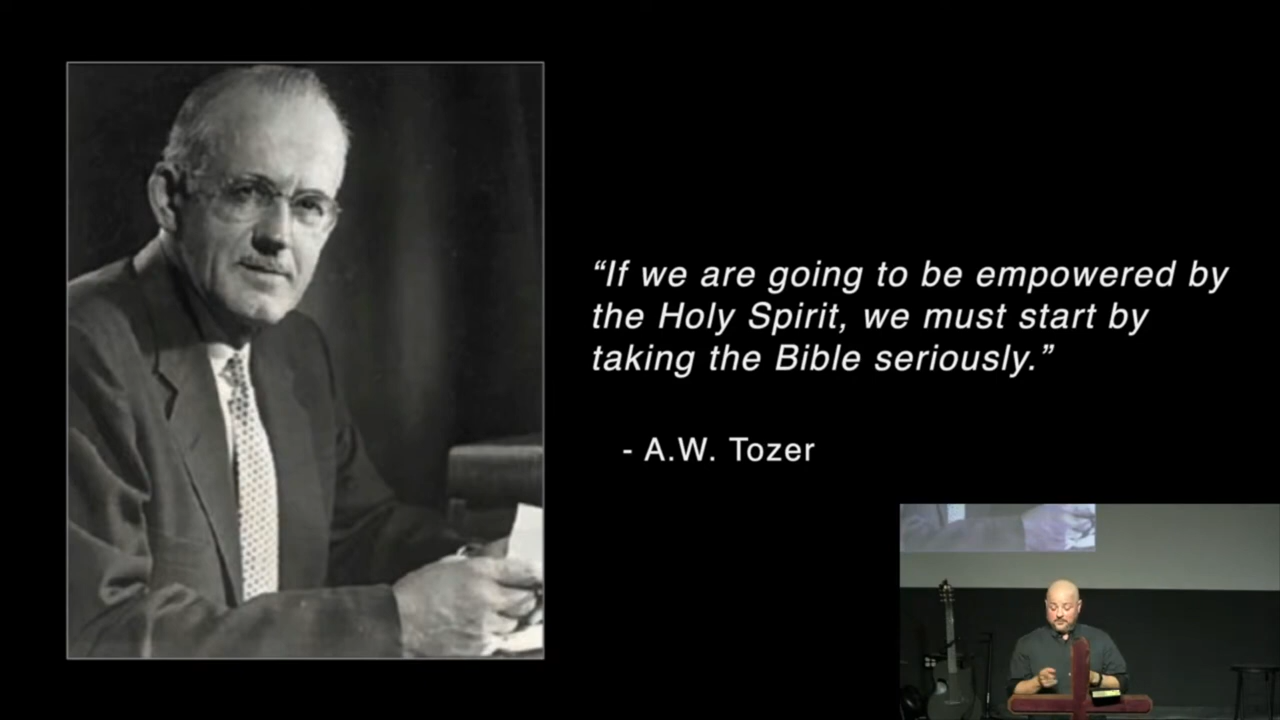 “If we are going to be empowered by
the Holy Spirit, we must start by
taking the Bible seriously.”
- A.W. Tozer